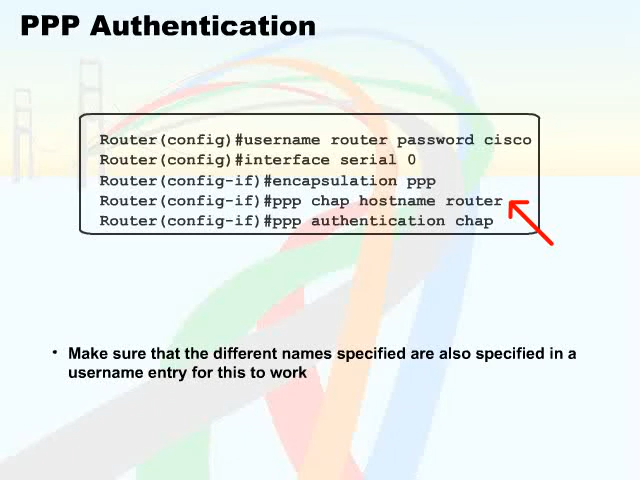 PPP Authentication
Router(config)#username router password cisco
Router(config)#interface serial 0
Router(config-if)#encapsulation ppp
Router(config-if)#ppp chap hostname router
Router(config-if)#ppp authentication chap
• Make sure that the different names specified are also specified in a
username entry for this to work